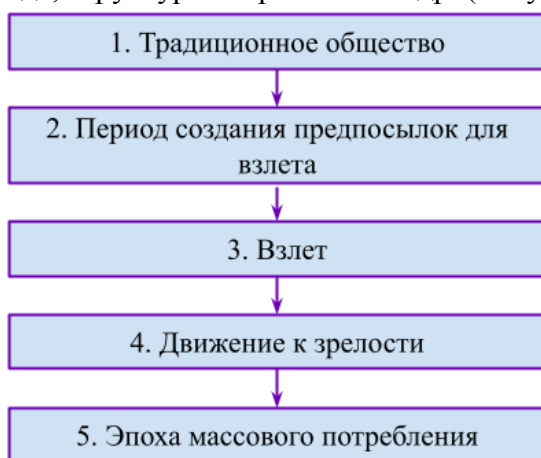 1. Традиционное общество
2. Период создания предпосылок для
взлета
3. Взлет
4. Движение к зрелости
5. Эпоха массового потребления